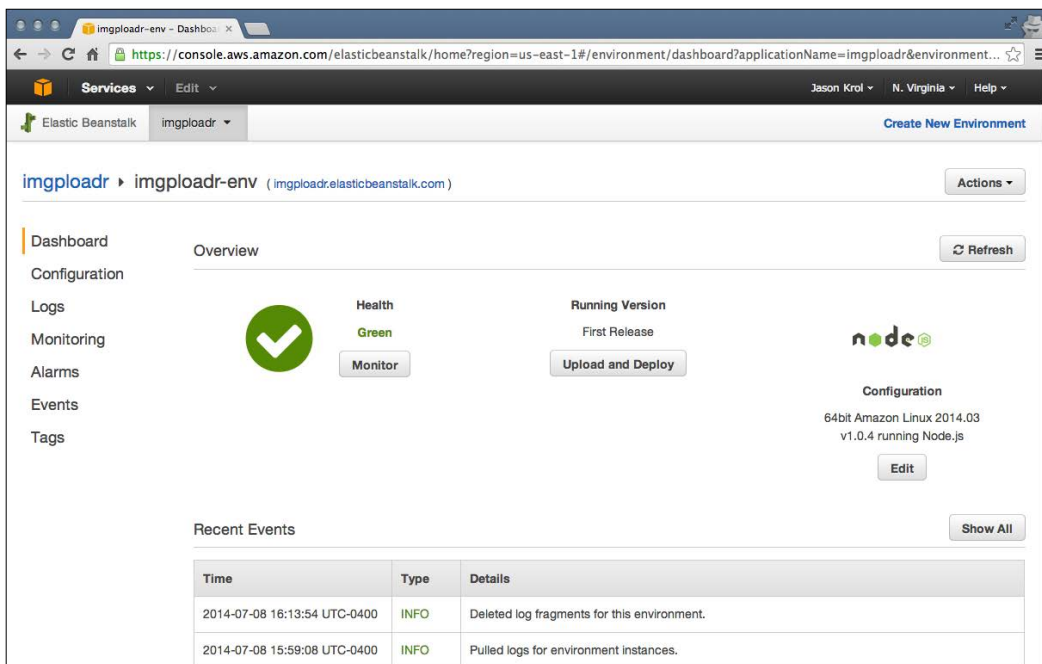 imgploadr-env – Dashboa
https://console.aws.amazon.com/elasticbeanstalk/home?region=us-east-1#/environment/dashboard?applicationName=imgploadr&environment...
Services Edit Jason Krol N. Virginia Help
Elastic Beanstalk imgploadr Create New Environment
imgploadr imgploadr-env ( imgploadr.elasticbeanstalk.com ) Actions
Dashboard
Configuration
Logs
Monitoring
Alarms
Events
Tags
Overview Refresh
Health
Green
Monitor
Running Version
First Release
Upload and Deploy
node JS
Configuration
64bit Amazon Linux 2014.03
v1.0.4 running Node.js
Edit
Recent Events Show All
Time Type Details
2014-07-08 16:13:54 UTC-0400 INFO Deleted log fragments for this environment.
2014-07-08 15:59:08 UTC-0400 INFO Pulled logs for environment instances.